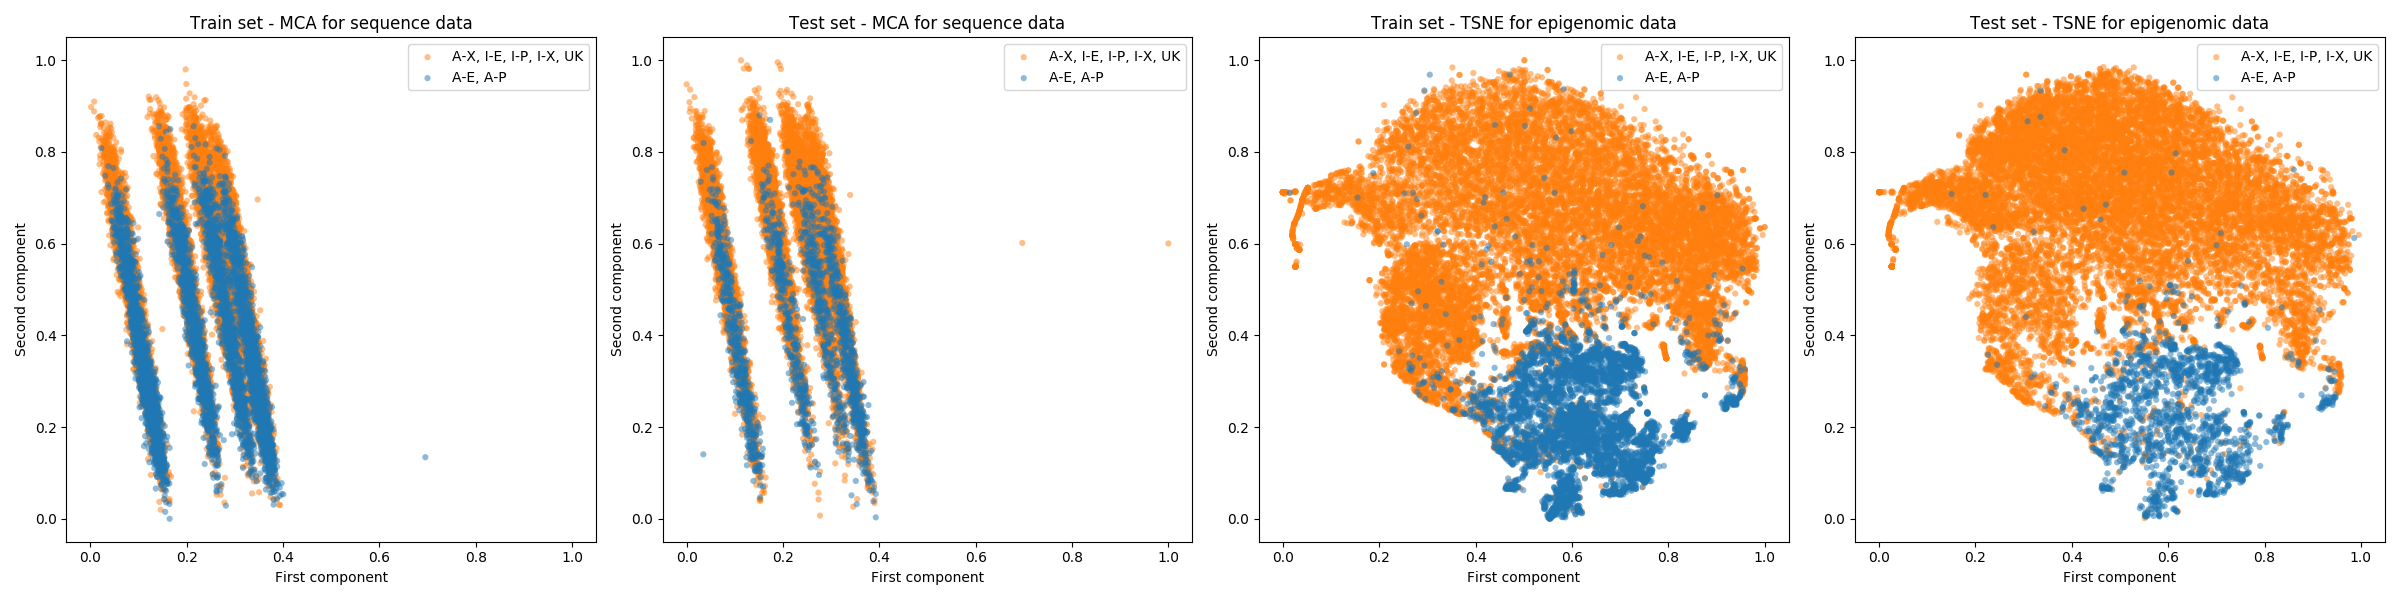 Train set - MCA for sequence data
A-X, I-E, I-P, I-X, UK
A-E, A-P
Second component
1.0
0.8
0.6
0.4
0.2
0.0
0.0 0.2 0.4 0.6 0.8 1.0
First component
Test set - MCA for sequence data
A-X, I-E, I-P, I-X, UK
A-E, A-P
Second component
1.0
0.8
0.6
0.4
0.2
0.0
0.0 0.2 0.4 0.6 0.8 1.0
First component
Train set - TSNE for epigenomic data
A-X, I-E, I-P, I-X, UK
A-E, A-P
Second component
1.0
0.8
0.6
0.4
0.2
0.0
0.0 0.2 0.4 0.6 0.8 1.0
First component
Test set - TSNE for epigenomic data
A-X, I-E, I-P, I-X, UK
A-E, A-P
Second component
1.0
0.8
0.6
0.4
0.2
0.0
0.0 0.2 0.4 0.6 0.8 1.0
First component